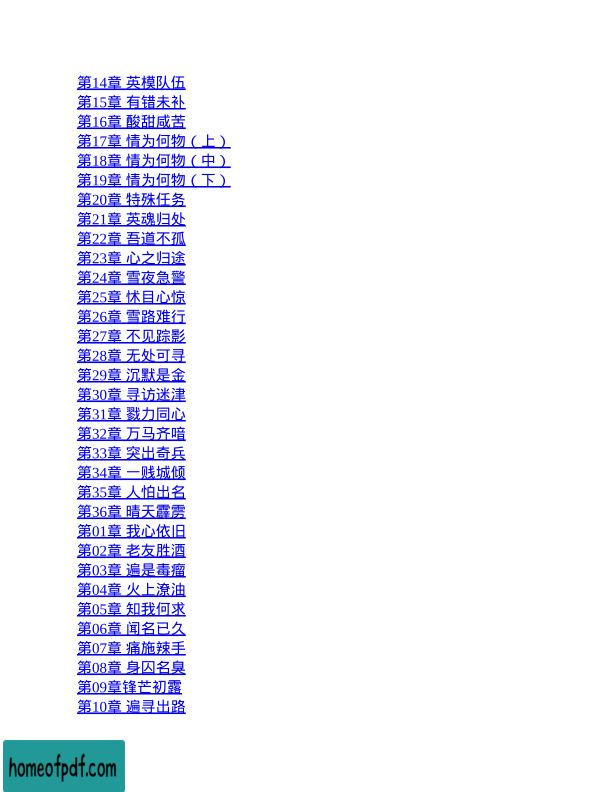 第14章 英模队伍
第15章 有错未补
第16章 酸甜咸苦
第17章 情为何物（上）
第18章 情为何物（中）
第19章 情为何物（下）
第20章 特殊任务
第21章 英魂归处
第22章 吾道不孤
第23章 心之归途
第24章 雪夜急警
第25章 怵目心惊
第26章 雪路难行
第27章 不见踪影
第28章 无处可寻
第29章 沉默是金
第30章 寻访迷津
第31章 戮力同心
第32章 万马齐喑
第33章 突出奇兵
第34章 一贱城倾
第35章 人怕出名
第36章 晴天霹雳
第01章 我心依旧
第02章 老友胜酒
第03章 遍是毒瘤
第04章 火上潦油
第05章 知我何求
第06章 闻名已久
第07章 痛施辣手
第08章 身囚名臭
第09章锋芒初露
第10章 遍寻出路
homeofpdf.com